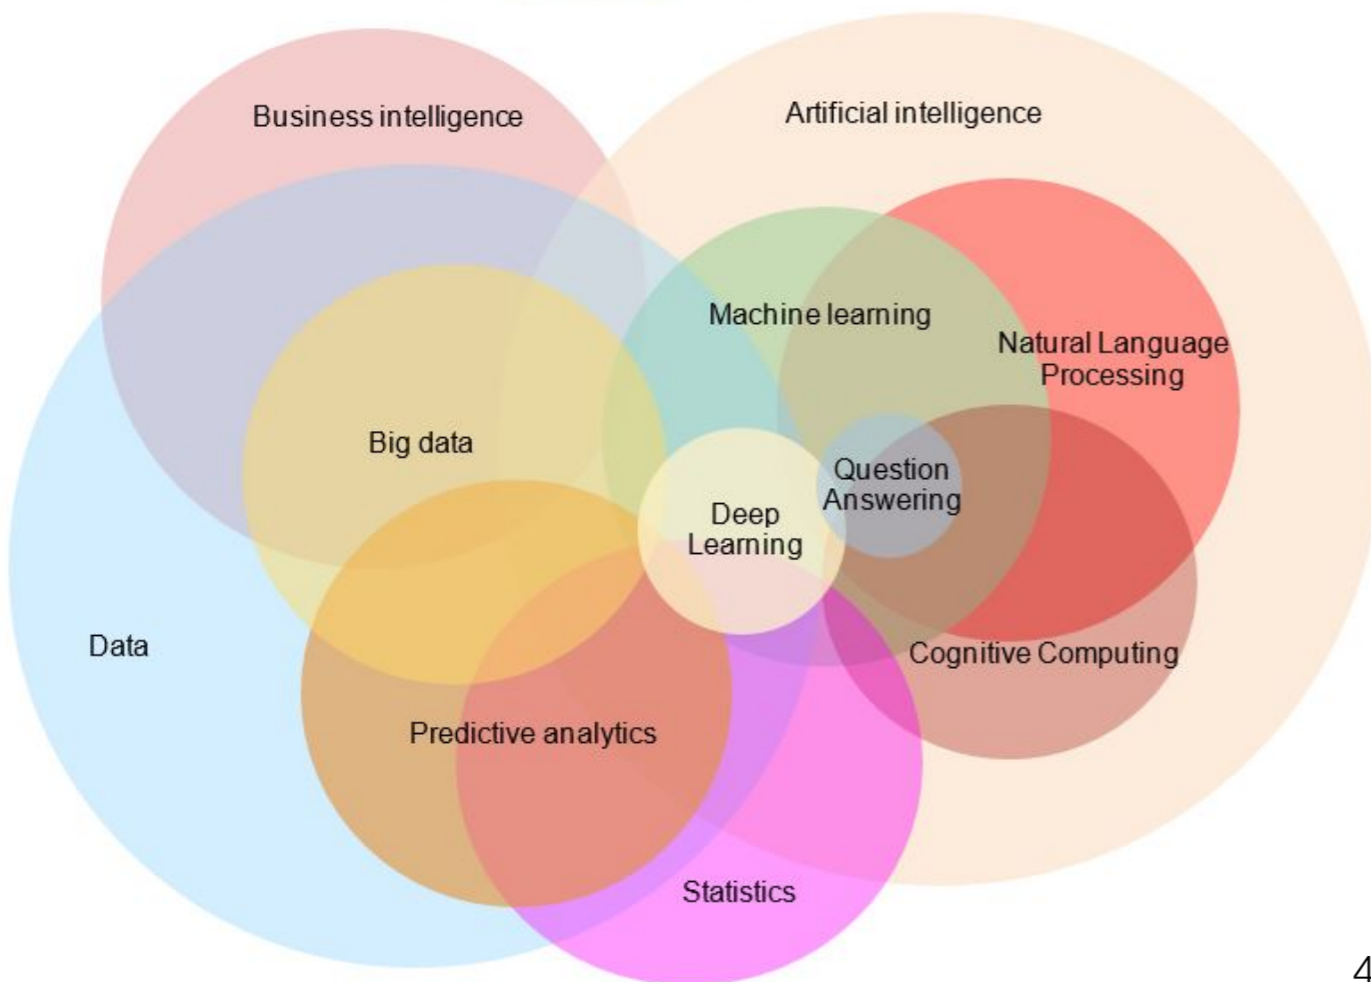 Business intelligence
Artificial intelligence
Machine learning
Natural Language
Processing
Big data
Question
Answering
Deep
Learning
Data
Cognitive Computing
Predictive analytics
Statistics
4